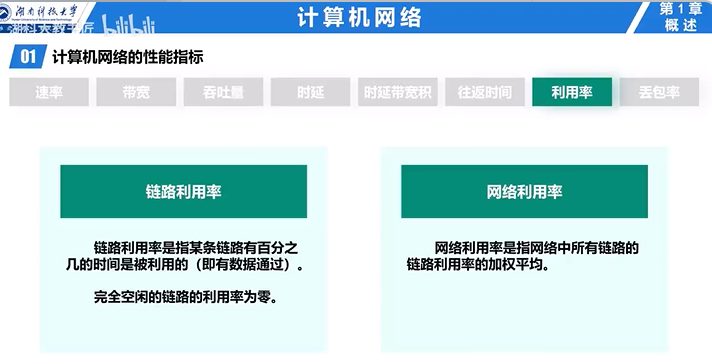 湖南科技大学
计算机网络
第1章
概述
湖科大教书匠 bilibili
01 计算机网络的性能指标
速率 带宽 吞吐量 时延 时延带宽积 往返时间 利用率 丢包率
链路利用率
链路利用率是指某条链路有百分之
几的时间是被利用的（即有数据通过）。
完全空闲的链路的利用率为零。
网络利用率
网络利用率是指网络中所有链路的
链路利用率的加权平均。